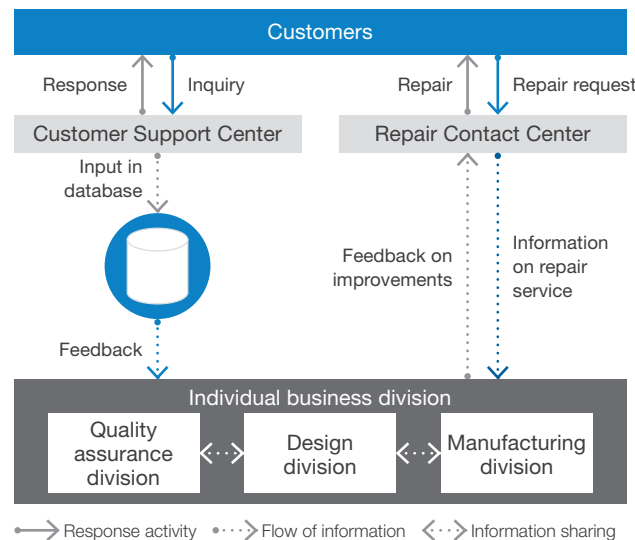 Customers
Response
Inquiry
Repair
Repair request
Customer Support Center
Repair Contact Center
Input in
database
Feedback on
improvements
Information
on repair
service
Feedback
Individual business division
Quality
assurance
division
Design
division
Manufacturing
division
Response activity
Flow of information
Information sharing